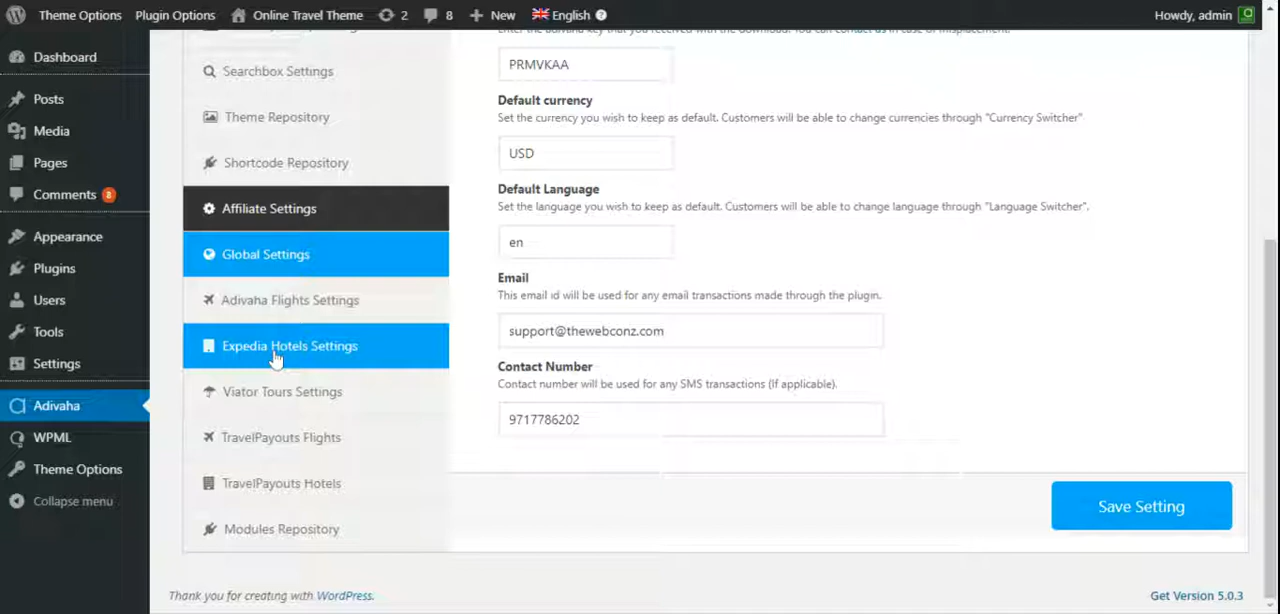 Theme Options
Plugin Options
Online Travel Theme
2
8
New
English
Howdy, admin
Dashboard
Posts
Media
Pages
Comments 8
Appearance
Plugins
Users
Tools
Settings
Adivaha
WPML
Theme Options
Collapse menu
Searchbox Settings
Theme Repository
Shortcode Repository
Affiliate Settings
Global Settings
Adivaha Flights Settings
Expedia Hotels Settings
Viator Tours Settings
TravelPayouts Flights
TravelPayouts Hotels
Modules Repository
Enter the adivaha key that you received with the download. You can contact us in case of misplacement.
PRMVKAA
Default currency
Set the currency you wish to keep as default. Customers will be able to change currencies through "Currency Switcher"
USD
Default Language
Set the language you wish to keep as default. Customers will be able to change language through "Language Switcher".
en
Email
This email id will be used for any email transactions made through the plugin.
support@thewebconz.com
Contact Number
Contact number will be used for any SMS transactions (If applicable).
9717786202
Save Setting
Thank you for creating with WordPress.
Get Version 5.0.3